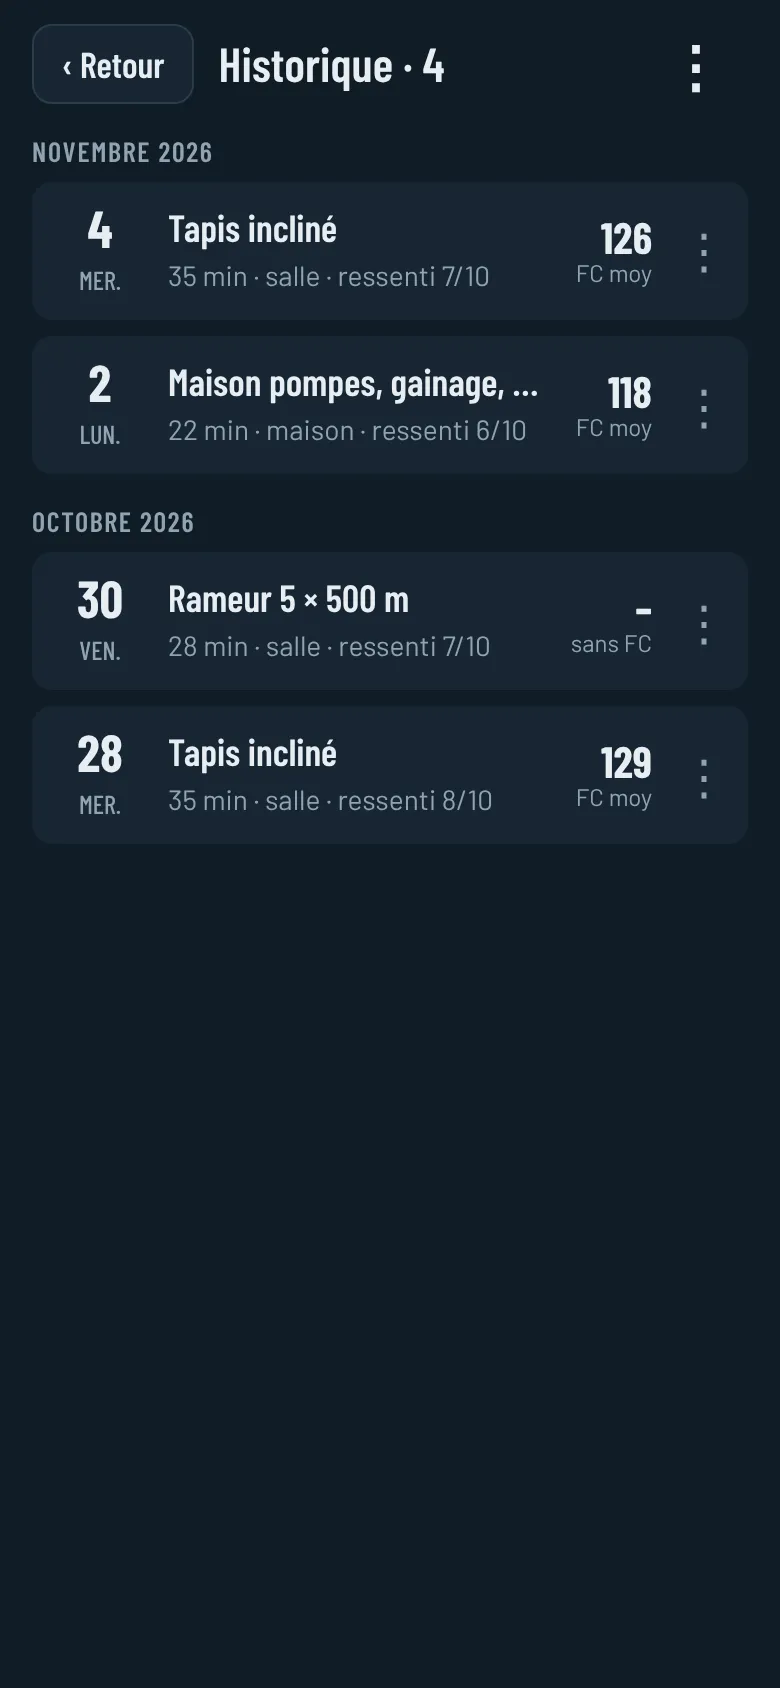 ‹ Retour
Historique · 4
NOVEMBRE 2026
4
MER.
Tapis incliné
35 min · salle · ressenti 7/10
126
FC moy
2
LUN.
Maison pompes, gainage, ...
22 min · maison · ressenti 6/10
118
FC moy
OCTOBRE 2026
30
VEN.
Rameur 5 × 500 m
28 min · salle · ressenti 7/10
–
sans FC
28
MER.
Tapis incliné
35 min · salle · ressenti 8/10
129
FC moy